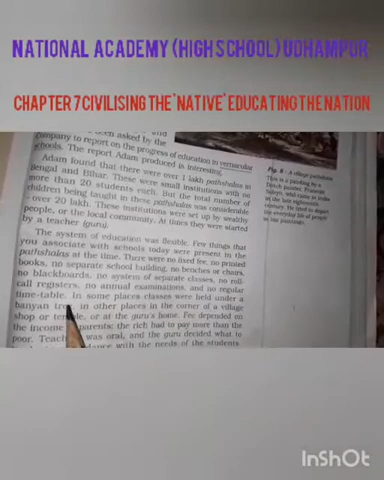 NATIONAL ACADEMY (HIGH SCHOOL) UDHAMPUR
CHAPTER 7 CIVILISING THE 'NATIVE' EDUCATING THE NATION
been asked by the
Company to report on the progress of education in vernacular
schools. The report Adam produced is interesting.
Adam found that there were over 1 lakh pathshalas in
Bengal and Bihar. These were small institutions with no
more than 20 students each. But the total number of
children being taught in these pathshalas was considerable
– over 20 lakh. These institutions were set up by wealthy
people, or the local community. At times they were started
by a teacher (guru).
The system of education was flexible. Few things that
you associate with schools today were present in the
pathshalas at the time. There were no fixed fee, no printed
books, no separate school building, no benches or chairs,
no blackboards, no system of separate classes, no roll-
call registers, no annual examinations, and no regular
time-table. In some places classes were held under a
banyan tree, in other places in the corner of a village
shop or temple, or at the guru's home. Fee depended on
the income parents: the rich had to pay more than the
poor. Teach was oral, and the guru decided what to
dance with the needs of the students.
Fig. 8 – A village pathshala
This is a painting by a
Dutch painter, François
Solvyn, who came to India
in the late eighteenth
century. He tried to depict
the everyday life of people
in his paintings.
InShOt